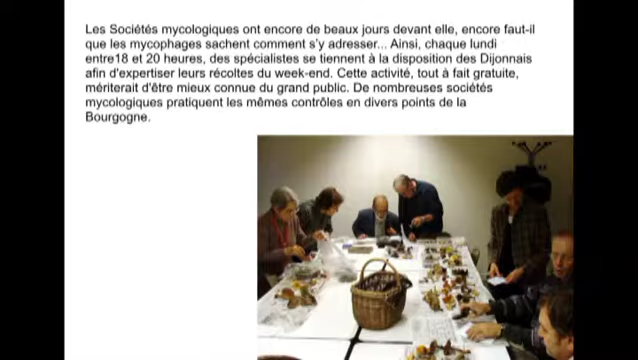 Les Sociétés mycologiques ont encore de beaux jours devant elle, encore faut-il
que les mycophages sachent comment s'y adresser... Ainsi, chaque lundi
entre18 et 20 heures, des spécialistes se tiennent à la disposition des Dijonnais
afin d'expertiser leurs récoltes du week-end. Cette activité, tout à fait gratuite,
mériterait d'être mieux connue du grand public. De nombreuses sociétés
mycologiques pratiquent les mêmes contrôles en divers points de la
Bourgogne.